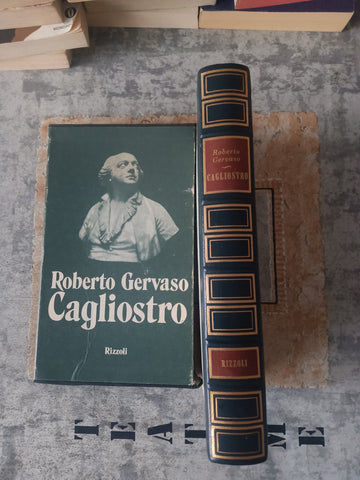 Roberto Gervaso
Cagliostro
Rizzoli
Roberto
Gervaso
CAGLIOSTRO
RIZZOLI